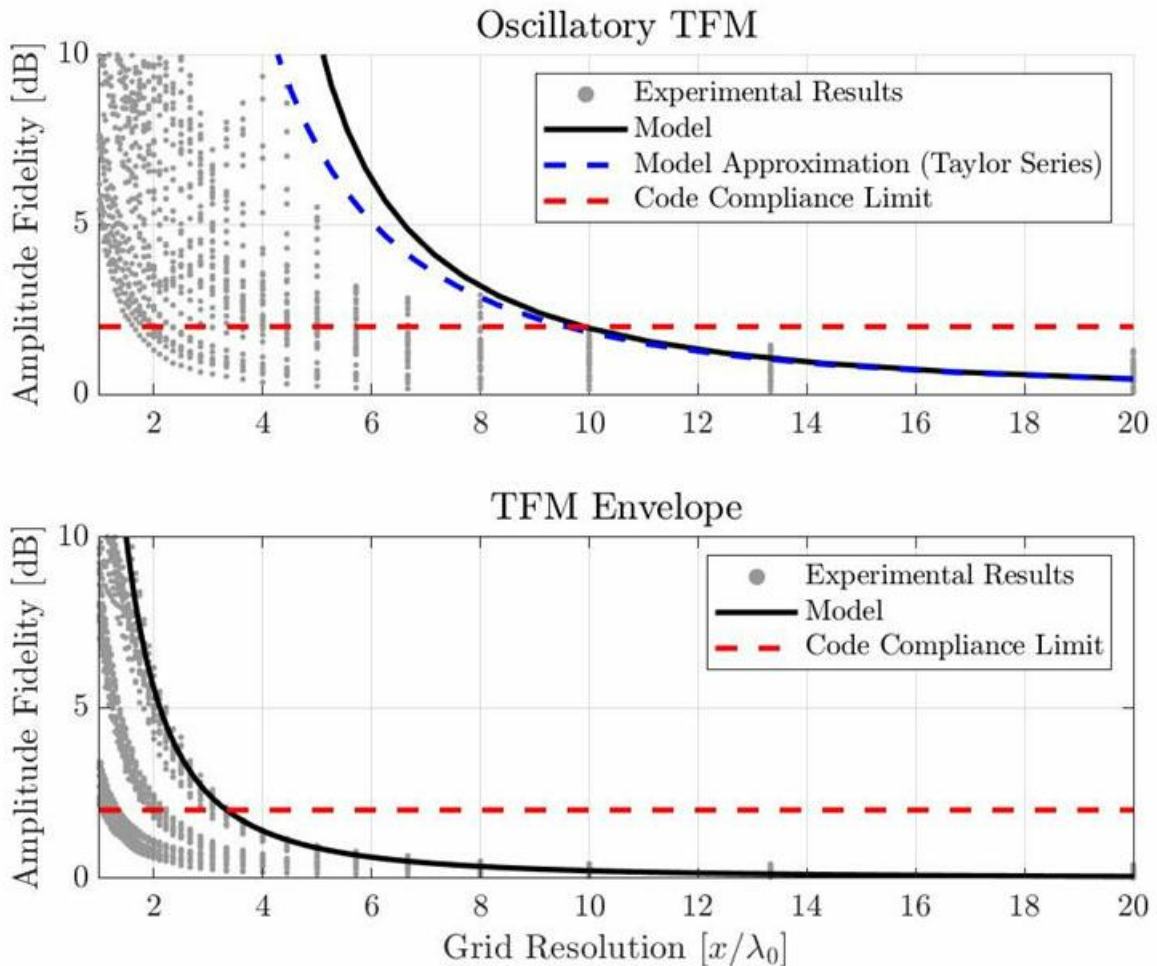 Oscillatory TFM
Amplitude Fidelity [dB]
10
5
0
Experimental Results
Model
Model Approximation (Taylor Series)
Code Compliance Limit
2 4 6 8 10 12 14 16 18 20
TFM Envelope
Amplitude Fidelity [dB]
10
5
0
Experimental Results
Model
Code Compliance Limit
2 4 6 8 10 12 14 16 18 20
Grid Resolution [x/λ₀]